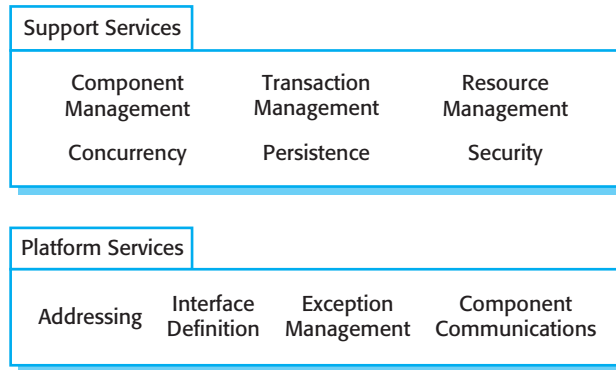 Support Services
Component Transaction Resource
Management Management Management
Concurrency Persistence Security
Platform Services
Addressing Interface Definition Exception Management Component Communications